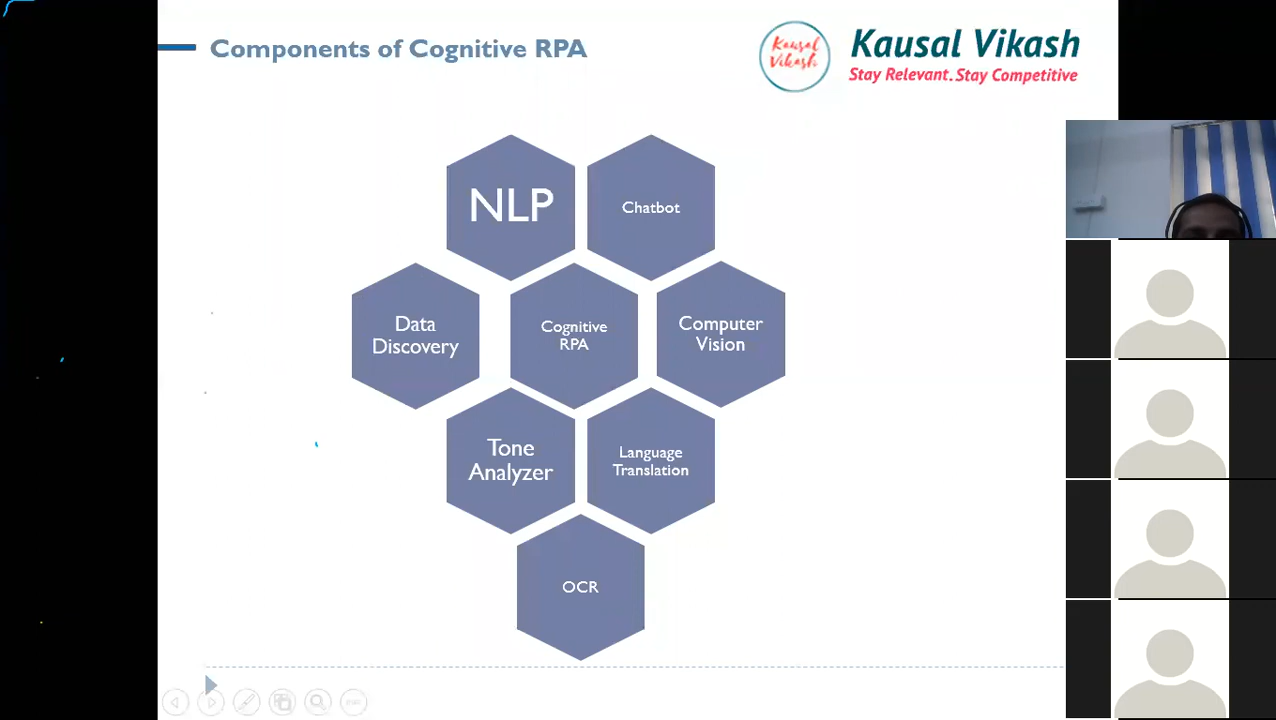 Components of Cognitive RPA
Kausal
Vikash
Kausal Vikash
Stay Relevant. Stay Competitive
NLP
Chatbot
Data
Discovery
Cognitive
RPA
Computer
Vision
Tone
Analyzer
Language
Translation
OCR